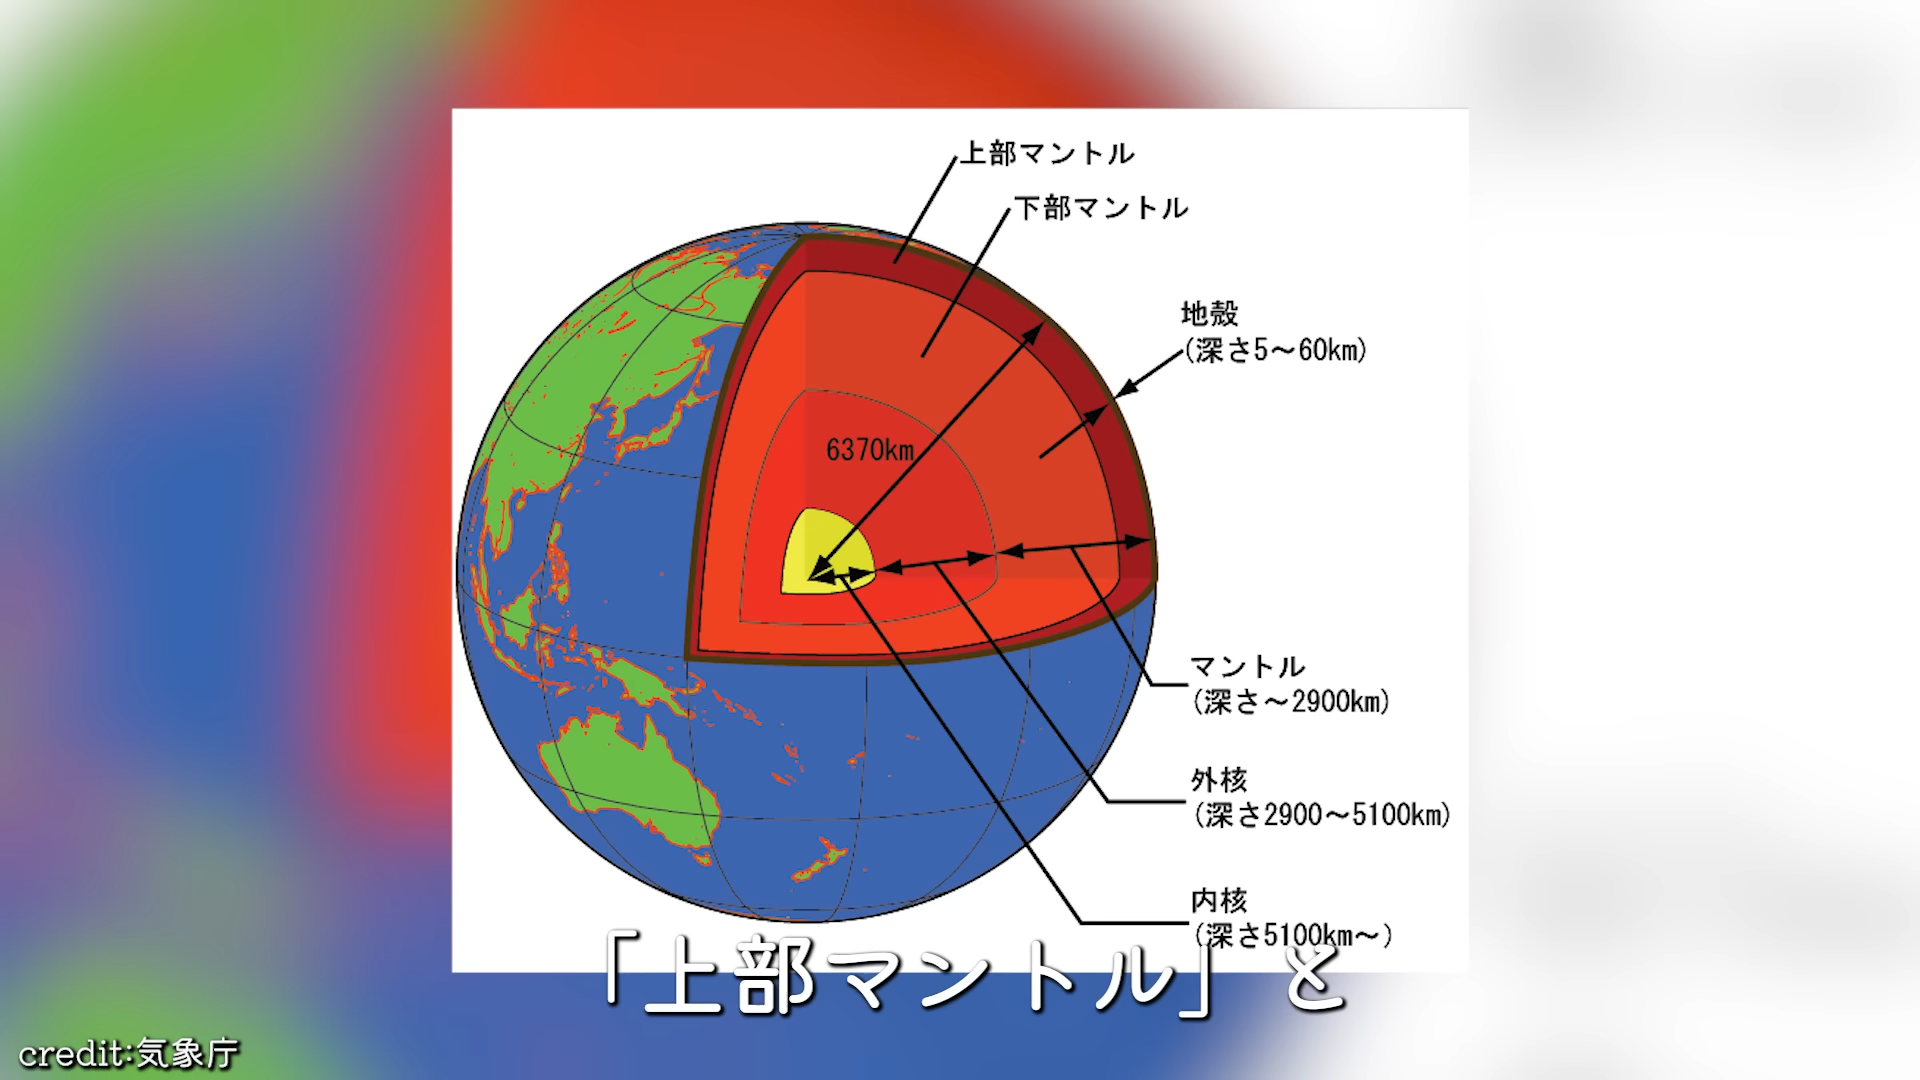 上部マントル
下部マントル
地殻
(深さ5～60km)
6370km
マントル
(深さ～2900km)
外核
(深さ2900～5100km)
内核
(深さ5100km～)
「上部マントル」と
credit:気象庁